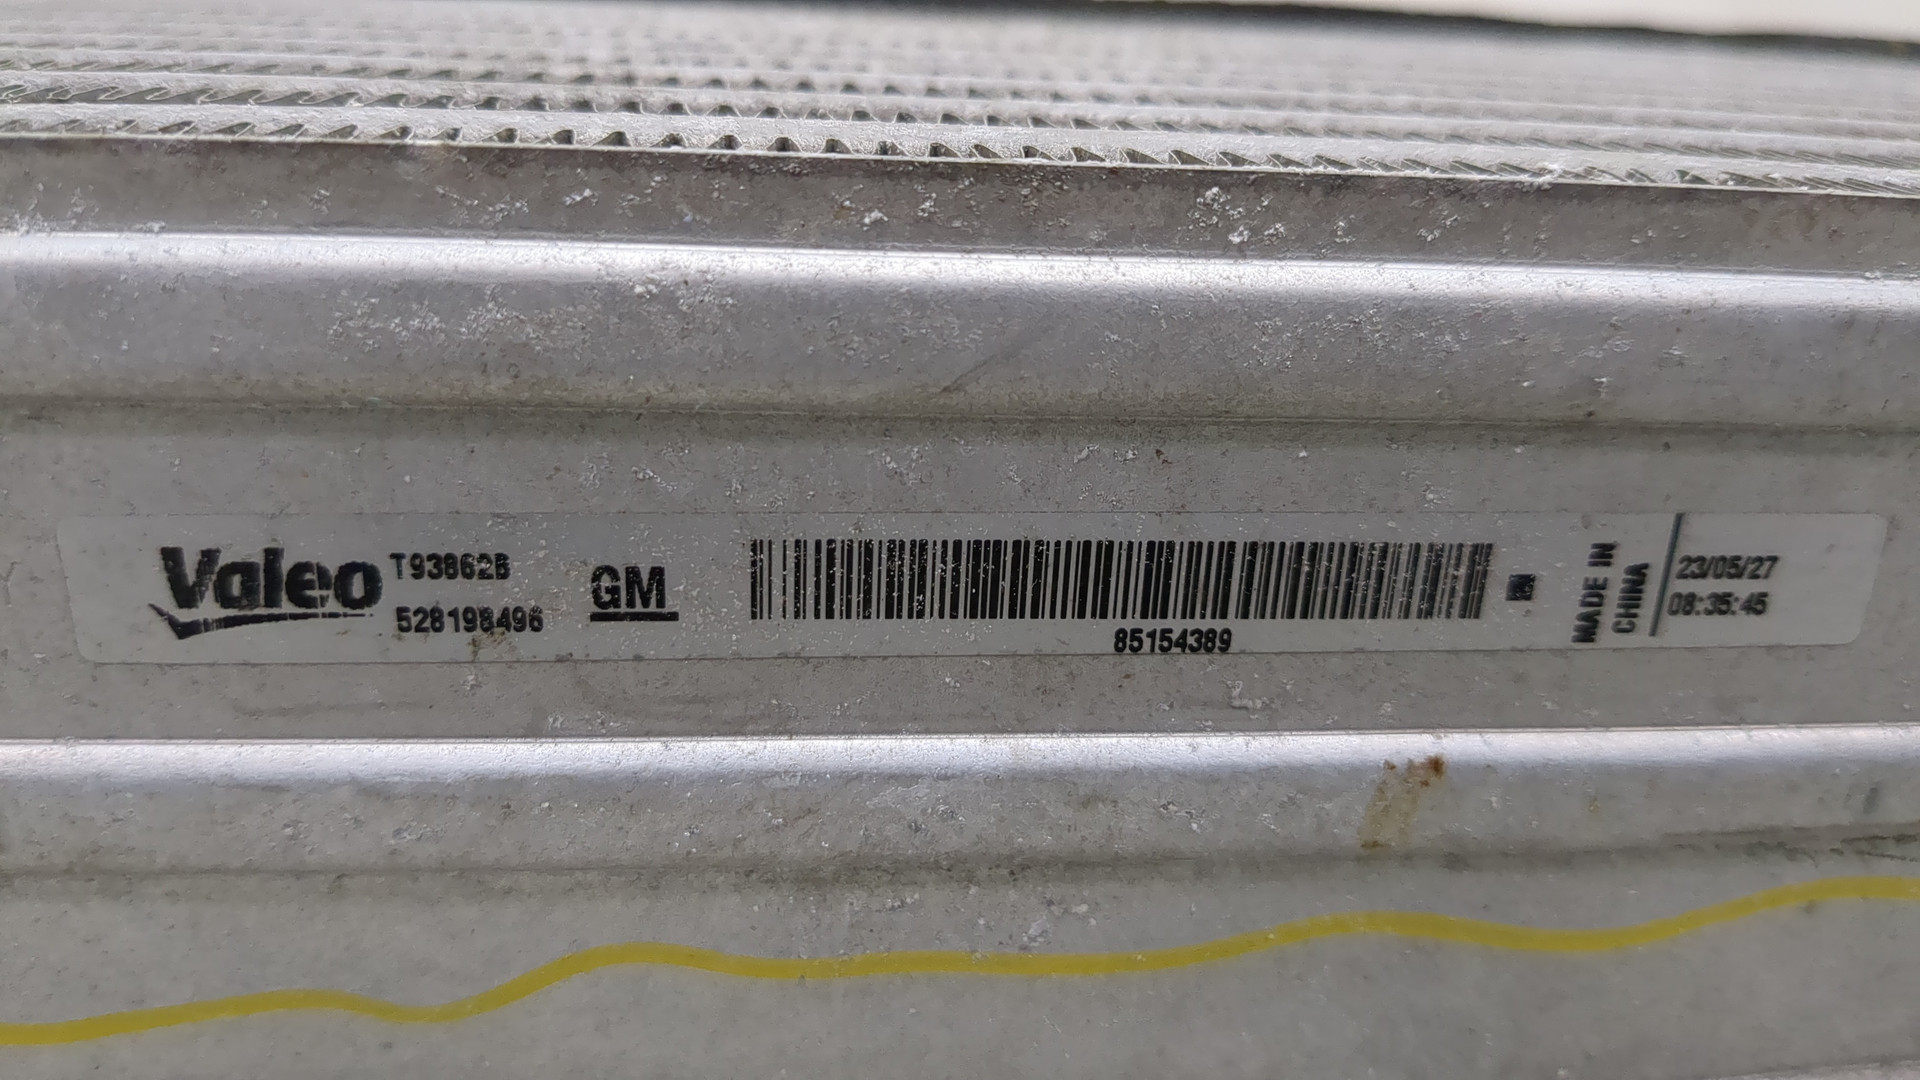 Valeo
T93862B
528198496
GM
85154389
MADE IN
CHINA
23/05/27
08:35:45